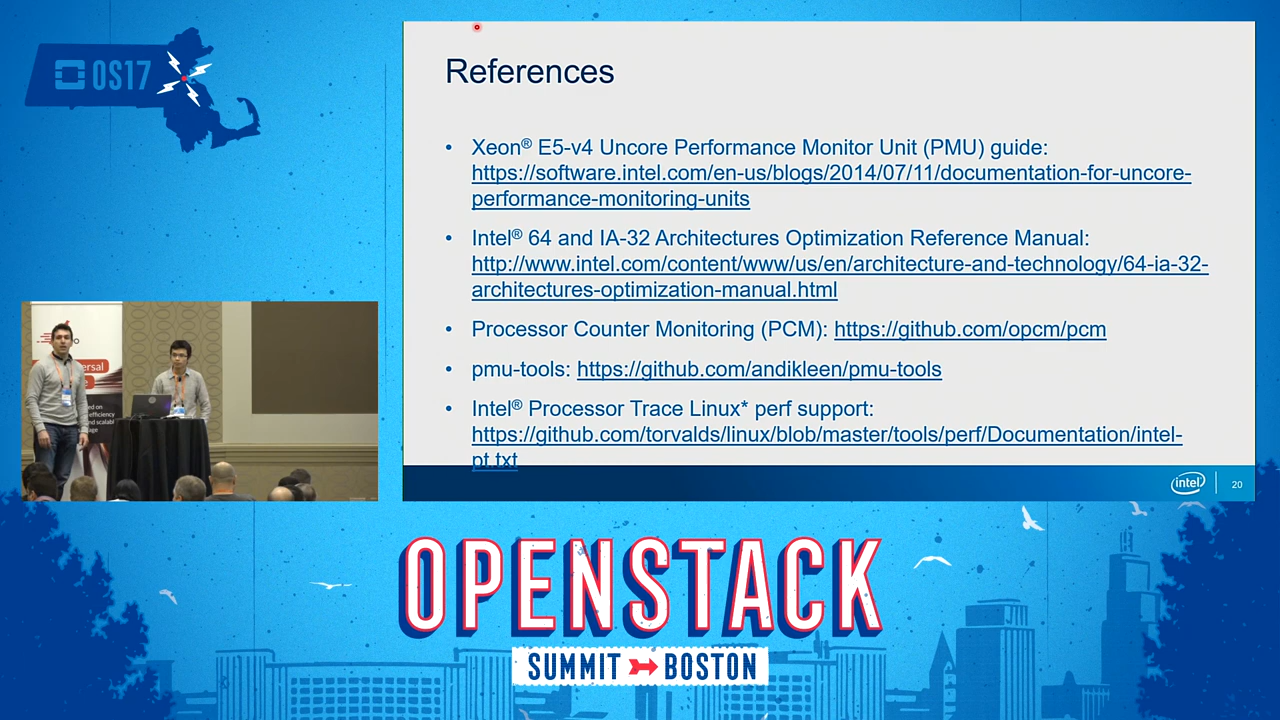 OS17
References
• Xeon® E5-v4 Uncore Performance Monitor Unit (PMU) guide:
https://software.intel.com/en-us/blogs/2014/07/11/documentation-for-uncore-
performance-monitoring-units
• Intel® 64 and IA-32 Architectures Optimization Reference Manual:
http://www.intel.com/content/www/us/en/architecture-and-technology/64-ia-32-
architectures-optimization-manual.html
• Processor Counter Monitoring (PCM): https://github.com/opcm/pcm
• pmu-tools: https://github.com/andikleen/pmu-tools
• Intel® Processor Trace Linux* perf support:
https://github.com/torvalds/linux/blob/master/tools/perf/Documentation/intel-
pt.txt
intel
20
efficiency
OPENSTACK
SUMMIT BOSTON